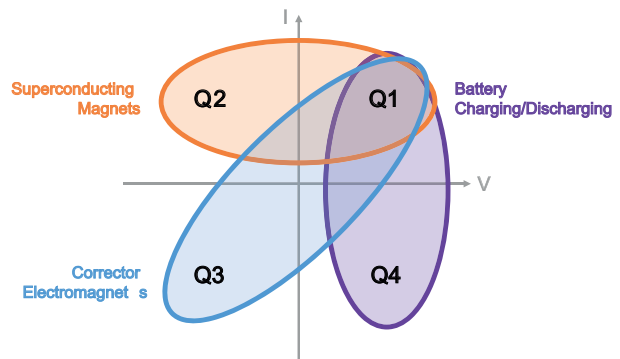 I
Superconducting
Magnets
Q2
Q1
Battery
Charging/Discharging
V
Corrector
Electromagnet s
Q3
Q4